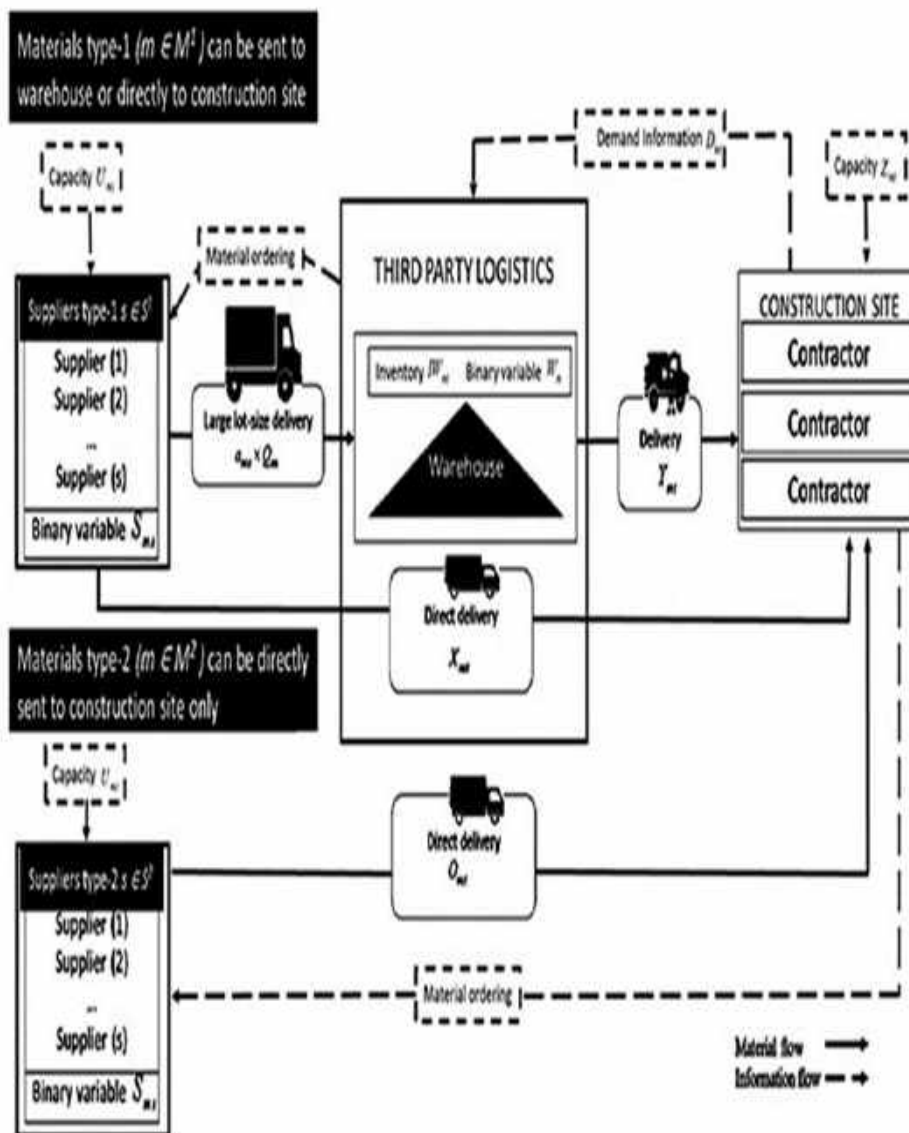 Materials type-1 (m ∈ M¹) can be sent to
warehouse or directly to construction site
Demand Information D
Capacity U
Capacity Z
Material ordering
THIRD PARTY LOGISTICS
Suppliers type-1 s ∈ S¹
Supplier (1)
Supplier (2)
...
Supplier (s)
Binary variable S
Large lot-size delivery
Inventory IW Binary variable W
Warehouse
Delivery
Y
CONSTRUCTION SITE
Contractor
Contractor
Contractor
Direct delivery
X
Materials type-2 (m ∈ M²) can be directly
sent to construction site only
Capacity U
Direct delivery
O
Suppliers type-2 s ∈ S²
Supplier (1)
Supplier (2)
...
Supplier (s)
Binary variable S
Material ordering
Material flow
Information flow